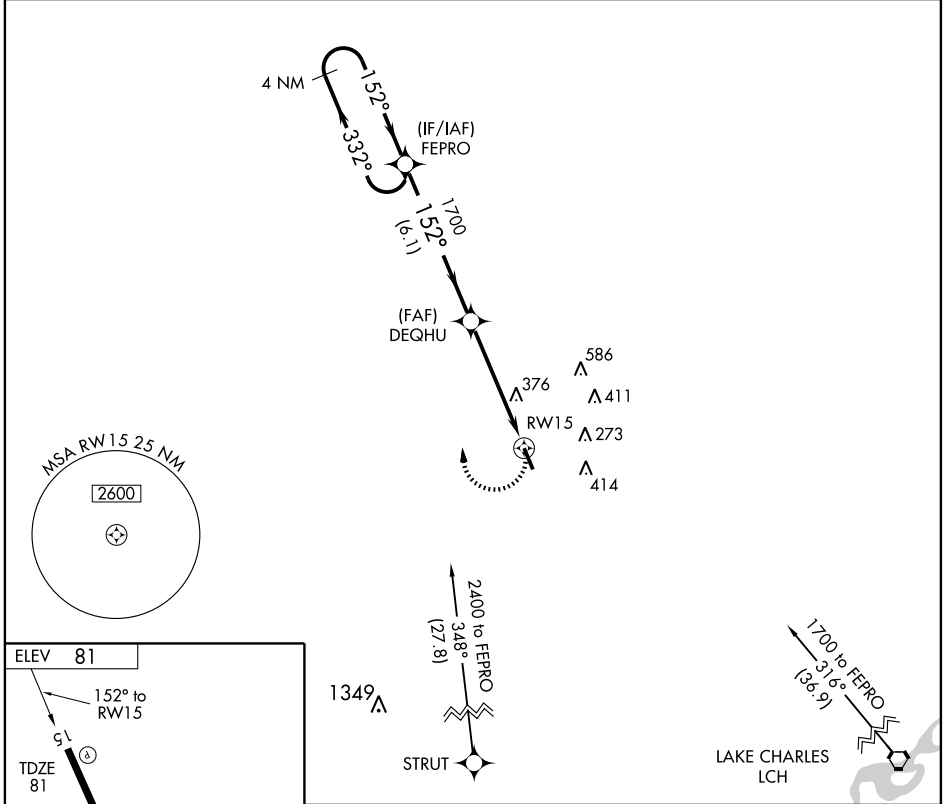 4 NM
152°
332°
(IF/IAF)
FEPRO
1700
152°
(6.1)
(FAF)
DEQHU
586
376
411
RW15
273
414
MSA RW15 25 NM
2600
2400 to FEPRO
348°
(27.8)
1700 to FEPRO
316°
(36.9)
ELEV 81
152° to
RW15
15
P
TDZE
81
1349
STRUT
LAKE CHARLES
LCH